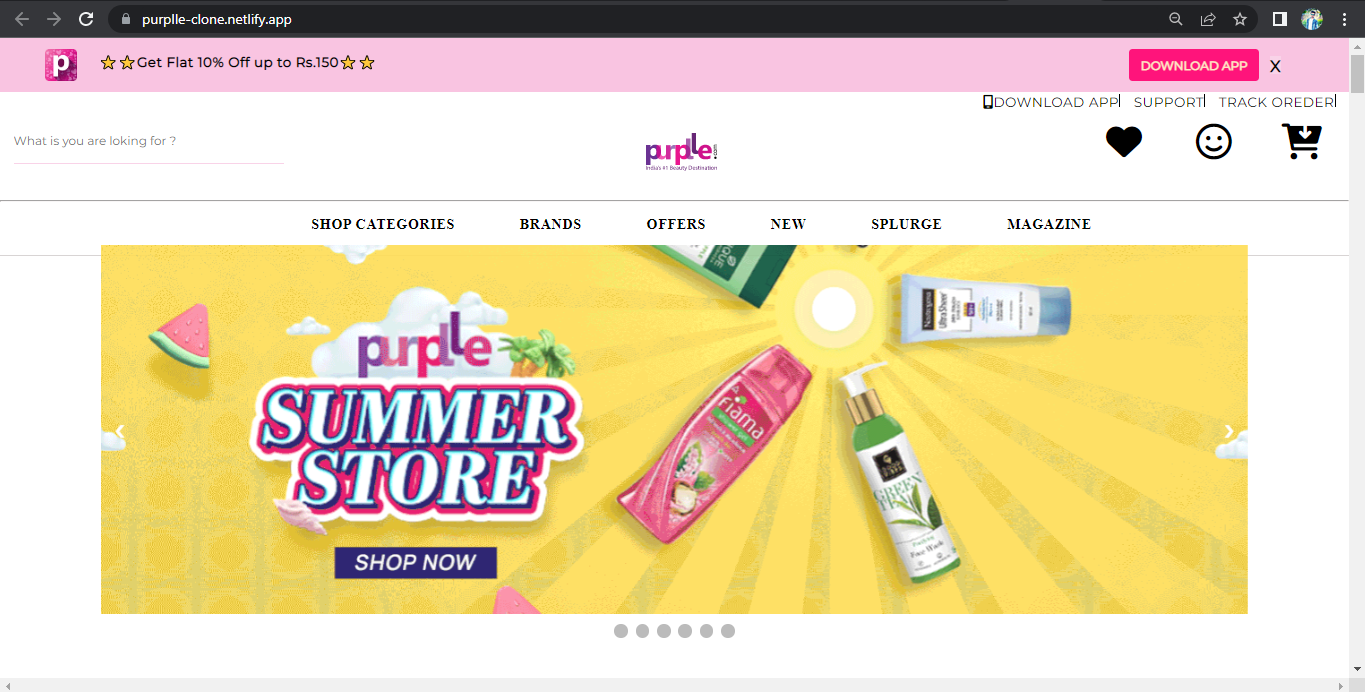 purplle-clone.netlify.app
p
Get Flat 10% Off up to Rs.150
DOWNLOAD APP
X
DOWNLOAD APP
SUPPORT
TRACK OREDER
What is you are loking for ?
purplle.com
India's #1 Beauty Destination
SHOP CATEGORIES
BRANDS
OFFERS
NEW
SPLURGE
MAGAZINE
purplle
SUMMER
STORE
SHOP NOW
Neutrogena
Ultra Sheer
fiama
GREEN
TEA
Face Wash